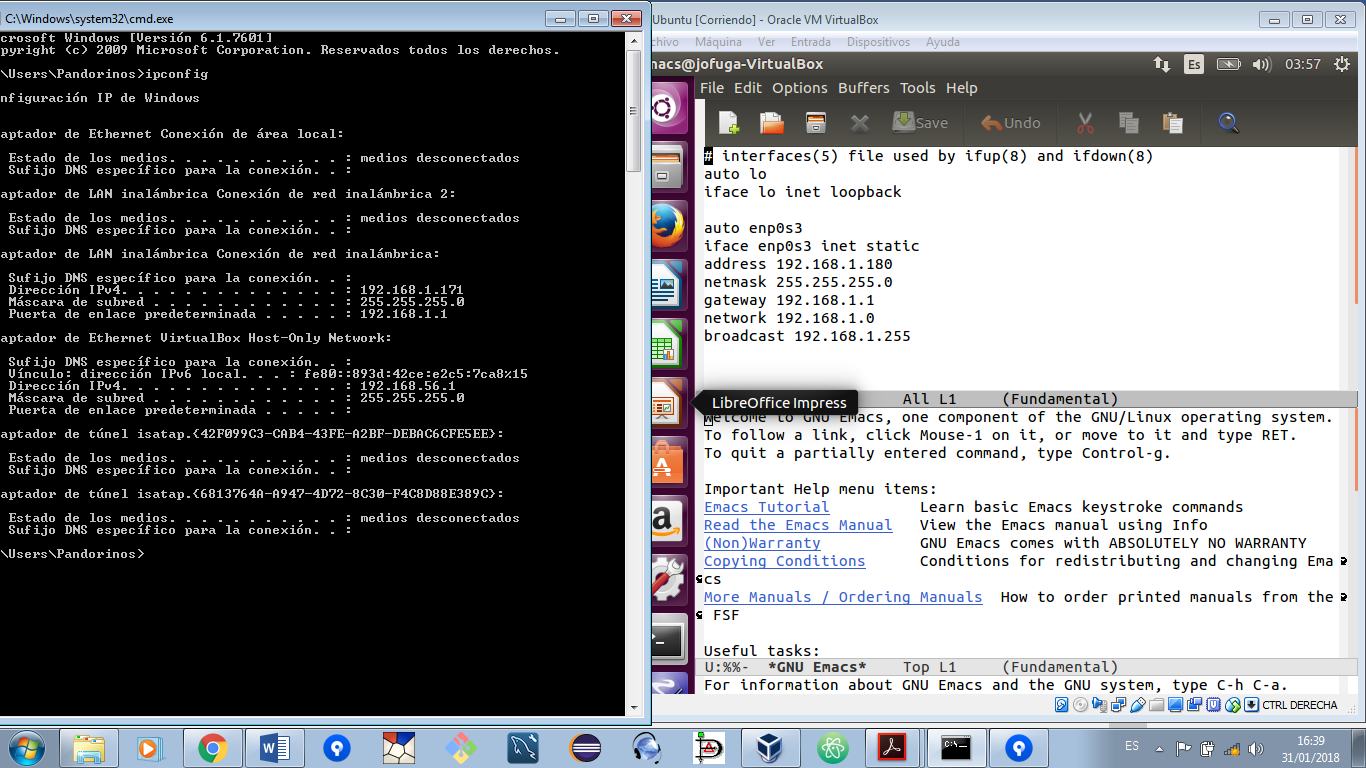 C:\Windows\system32\cmd.exe
crosoft Windows [Versión 6.1.7601]
pyright (c) 2009 Microsoft Corporation. Reservados todos los derechos.
\Users\Pandorinos>ipconfig
nfiguración IP de Windows
aptador de Ethernet Conexión de área local:
Estado de los medios. . . . . . . . . . . : medios desconectados
Sufijo DNS específico para la conexión. . :
aptador de LAN inalámbrica Conexión de red inalámbrica 2:
Estado de los medios. . . . . . . . . . . : medios desconectados
Sufijo DNS específico para la conexión. . :
aptador de LAN inalámbrica Conexión de red inalámbrica:
Sufijo DNS específico para la conexión. . :
Dirección IPv4. . . . . . . . . . . . . . : 192.168.1.171
Máscara de subred . . . . . . . . . . . . : 255.255.255.0
Puerta de enlace predeterminada . . . . . : 192.168.1.1
aptador de Ethernet VirtualBox Host-Only Network:
Sufijo DNS específico para la conexión. . :
Vínculo: dirección IPv6 local. . . : fe80::893d:42ce:e2c5:7ca8%15
Dirección IPv4. . . . . . . . . . . . . . : 192.168.56.1
Máscara de subred . . . . . . . . . . . . : 255.255.255.0
Puerta de enlace predeterminada . . . . . :
aptador de túnel isatap.{42F099C3-CAB4-43FE-A2BF-DEBAC6CFE5EE}:
Estado de los medios. . . . . . . . . . . : medios desconectados
Sufijo DNS específico para la conexión. . :
aptador de túnel isatap.{6813764A-A947-4D72-8C30-F4C8D88E389C}:
Estado de los medios. . . . . . . . . . . : medios desconectados
Sufijo DNS específico para la conexión. . :
\Users\Pandorinos>
Ubuntu [Corriendo] - Oracle VM VirtualBox
chivo Máquina Ver Entrada Dispositivos Ayuda
macs@jofuga-VirtualBox Es 03:57
File Edit Options Buffers Tools Help
Save Undo
# interfaces(5) file used by ifup(8) and ifdown(8)
auto lo
iface lo inet loopback
auto enp0s3
iface enp0s3 inet static
address 192.168.1.180
netmask 255.255.255.0
gateway 192.168.1.1
network 192.168.1.0
broadcast 192.168.1.255
LibreOffice Impress
All L1 (Fundamental)
Welcome to GNU Emacs, one component of the GNU/Linux operating system.
To follow a link, click Mouse-1 on it, or move to it and type RET.
To quit a partially entered command, type Control-g.
Important Help menu items:
Emacs Tutorial Learn basic Emacs keystroke commands
Read the Emacs Manual View the Emacs manual using Info
(Non)Warranty GNU Emacs comes with ABSOLUTELY NO WARRANTY
Copying Conditions Conditions for redistributing and changing Ema
cs
More Manuals / Ordering Manuals How to order printed manuals from the
FSF
Useful tasks:
U:%%- *GNU Emacs* Top L1 (Fundamental)
For information about GNU Emacs and the GNU system, type C-h C-a.
CTRL DERECHA
ES
16:39
31/01/2018